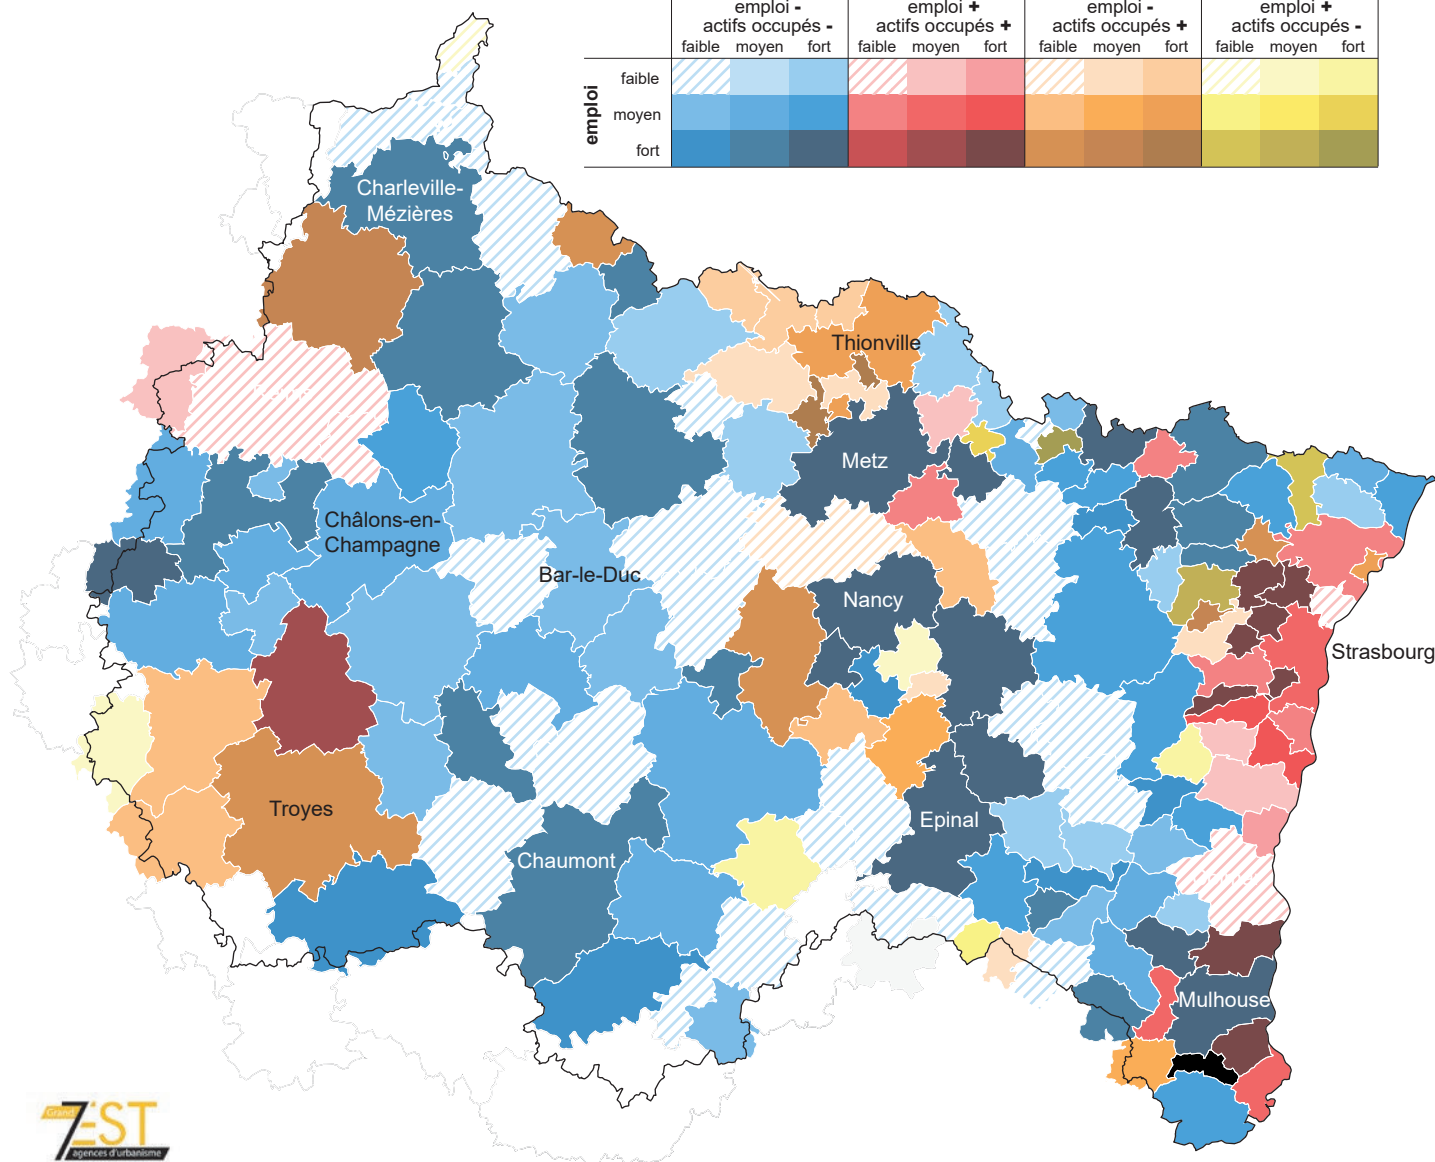 emploi - emploi + emploi - emploi +
actifs occupés - actifs occupés + actifs occupés + actifs occupés -
faible moyen fort faible moyen fort faible moyen fort faible moyen fort
emploi
faible
moyen
fort
Charleville-
Mézières
Thionville
Metz
Châlons-en-
Champagne
Bar-le-Duc
Nancy
Strasbourg
Troyes
Epinal
Chaumont
Mulhouse
Grand
7EST
agences d'urbanisme